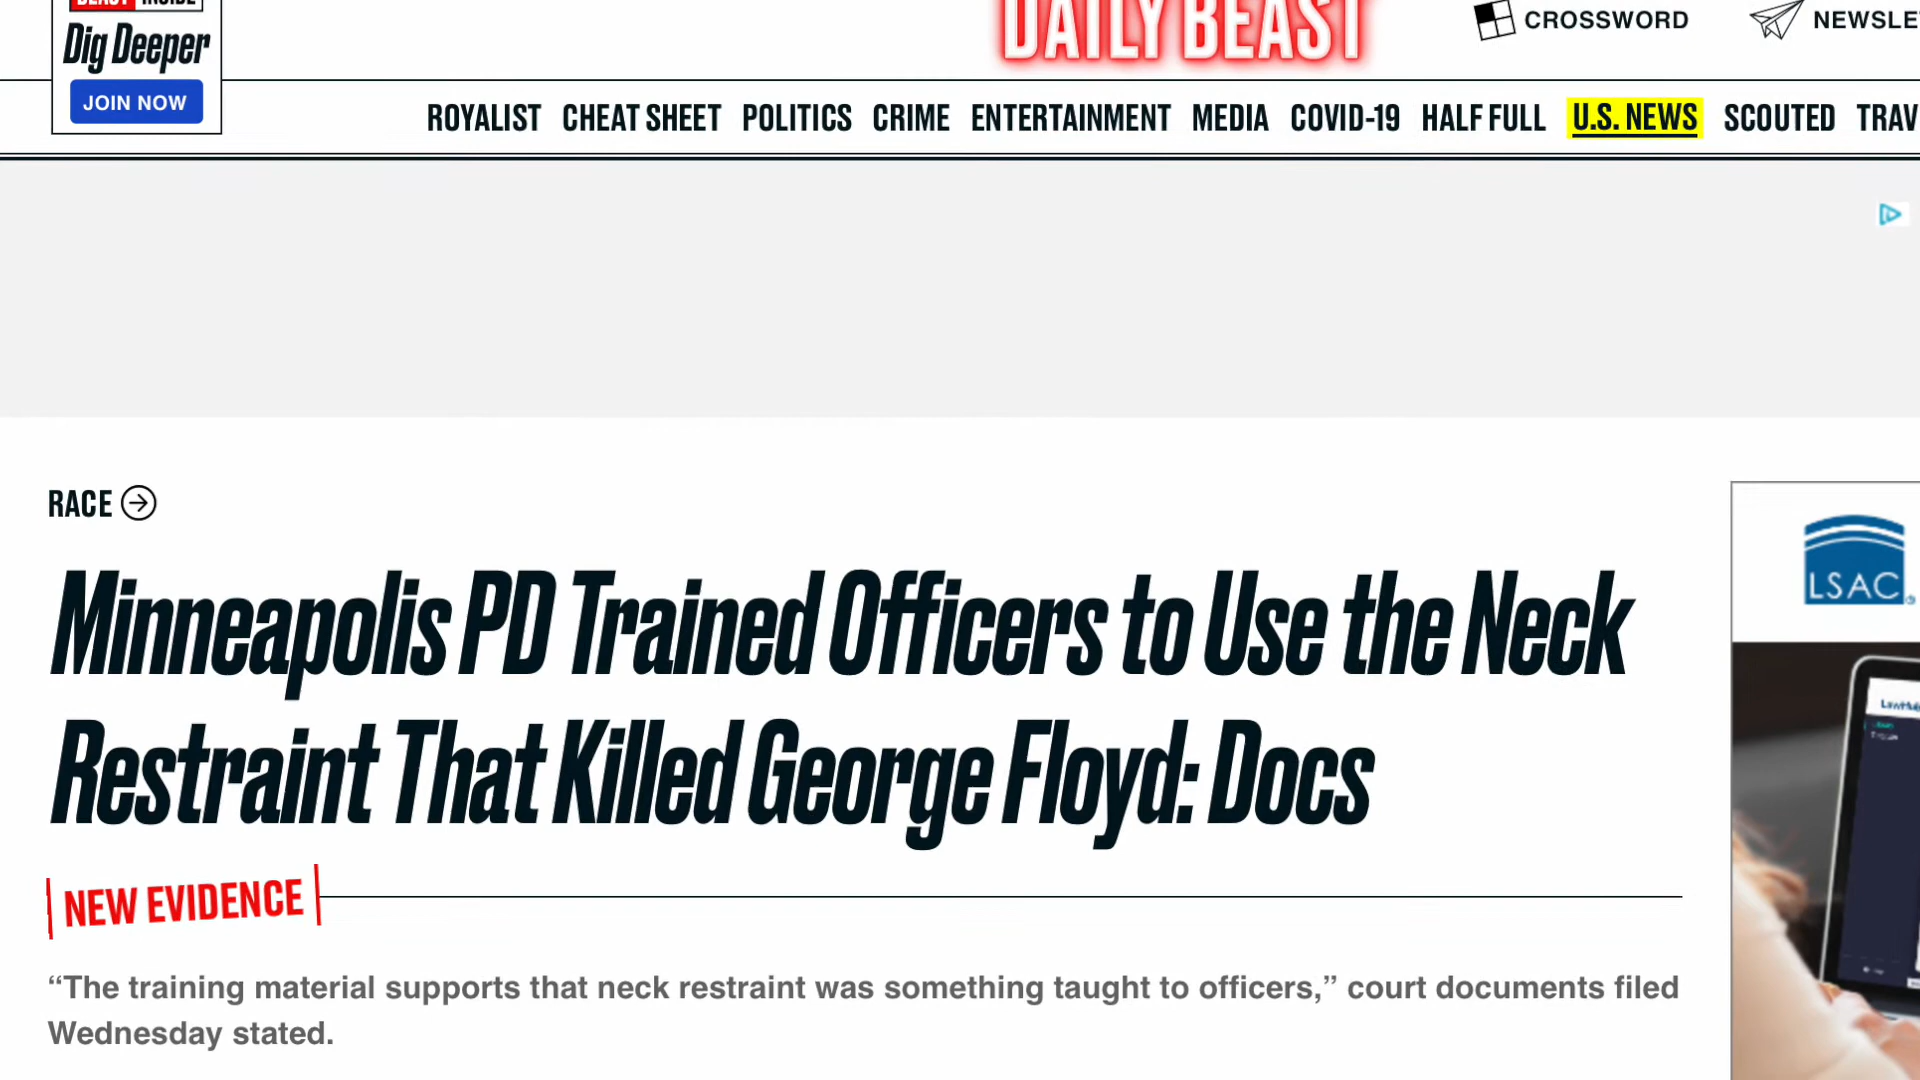 BEAST INSIDE
Dig Deeper
JOIN NOW
DAILY BEAST
CROSSWORD
NEWSLE
ROYALIST CHEAT SHEET POLITICS CRIME ENTERTAINMENT MEDIA COVID-19 HALF FULL U.S. NEWS SCOUTED TRAV
RACE
LSAC
Minneapolis PD Trained Officers to Use the Neck
Restraint That Killed George Floyd: Docs
NEW EVIDENCE
“The training material supports that neck restraint was something taught to officers,” court documents filed
Wednesday stated.